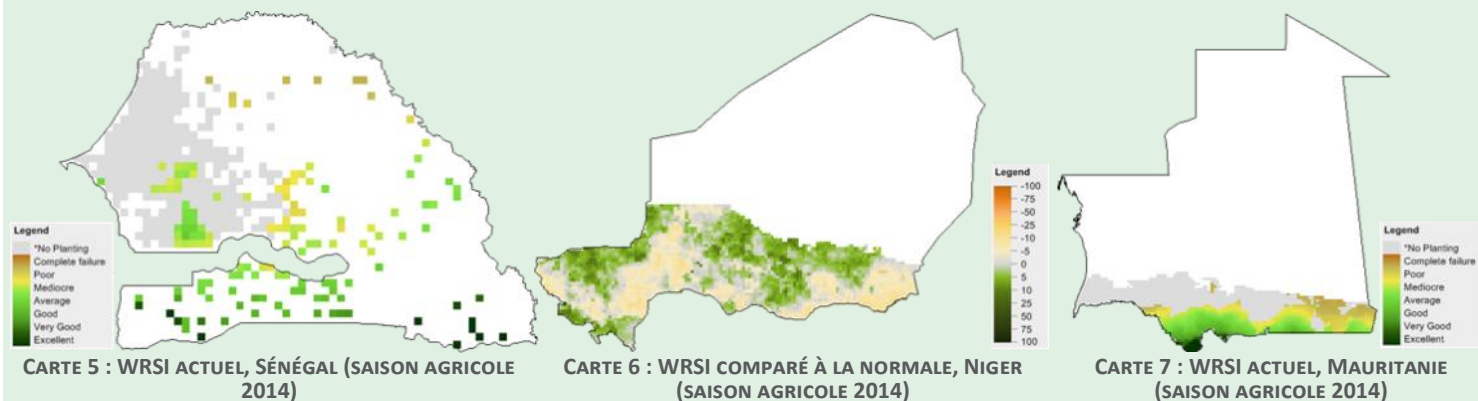 Legend
*No Planting
Complete failure
Poor
Mediocre
Average
Good
Very Good
Excellent
CARTE 5 : WRSI ACTUEL, SÉNÉGAL (SAISON AGRICOLE
2014)
Legend
-100
-75
-50
-25
-10
-5
0
5
10
25
50
75
100
CARTE 6 : WRSI COMPARÉ À LA NORMALE, NIGER
(SAISON AGRICOLE 2014)
Legend
*No Planting
Complete failure
Poor
Mediocre
Average
Good
Very Good
Excellent
CARTE 7 : WRSI ACTUEL, MAURITANIE
(SAISON AGRICOLE 2014)